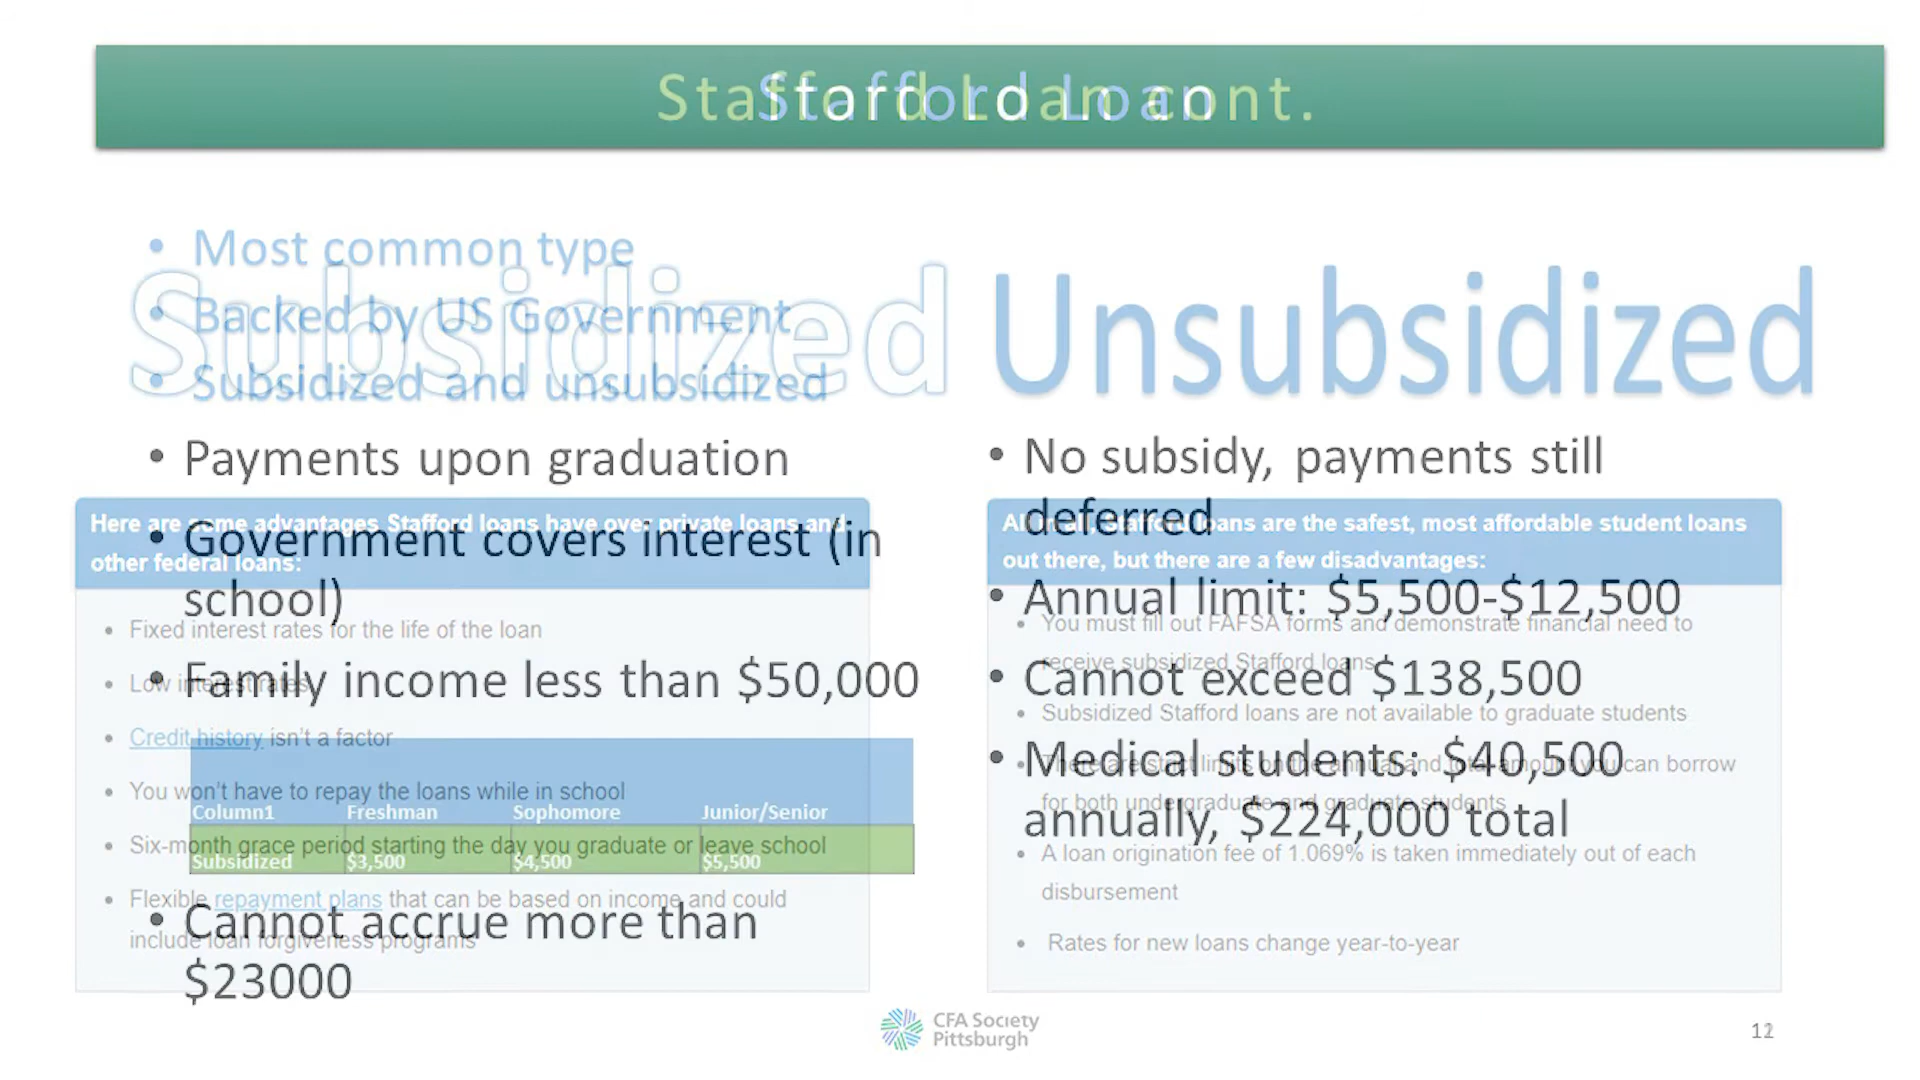 Stafford Loan
Stafford Loan cont.
• Most common type
• Backed by US Government
• Subsidized and unsubsidized
Subsidized
• Payments upon graduation
• Government covers interest (in
school)
• Family income less than $50,000
Column1 Freshman Sophomore Junior/Senior
Subsidized $3,500 $4,500 $5,500
• Cannot accrue more than
$23000
Unsubsidized
• No subsidy, payments still
deferred
• Annual limit: $5,500-$12,500
• Cannot exceed $138,500
• Medical students: $40,500
annually, $224,000 total
Here are some advantages Stafford loans have over private loans and
other federal loans:
• Fixed interest rates for the life of the loan
• Low interest rates
• Credit history isn't a factor
• You won't have to repay the loans while in school
• Six-month grace period starting the day you graduate or leave school
• Flexible repayment plans that can be based on income and could
include loan forgiveness programs
All in all, Stafford loans are the safest, most affordable student loans
out there, but there are a few disadvantages:
• You must fill out FAFSA forms and demonstrate financial need to
receive subsidized Stafford loans
• Subsidized Stafford loans are not available to graduate students
• There are strict limits on the annual and total amount you can borrow
for both undergraduate and graduate students
• A loan origination fee of 1.069% is taken immediately out of each
disbursement
• Rates for new loans change year-to-year
CFA Society
Pittsburgh